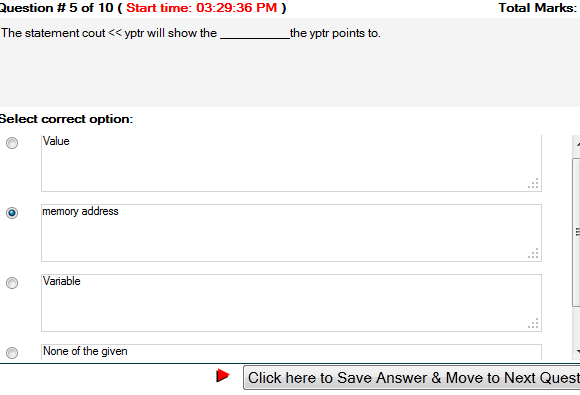 Question # 5 of 10 ( Start time: 03:29:36 PM ) Total Marks:
The statement cout << yptr will show the ___________the yptr points to.
Select correct option:
Value
memory address
Variable
None of the given
Click here to Save Answer & Move to Next Quest